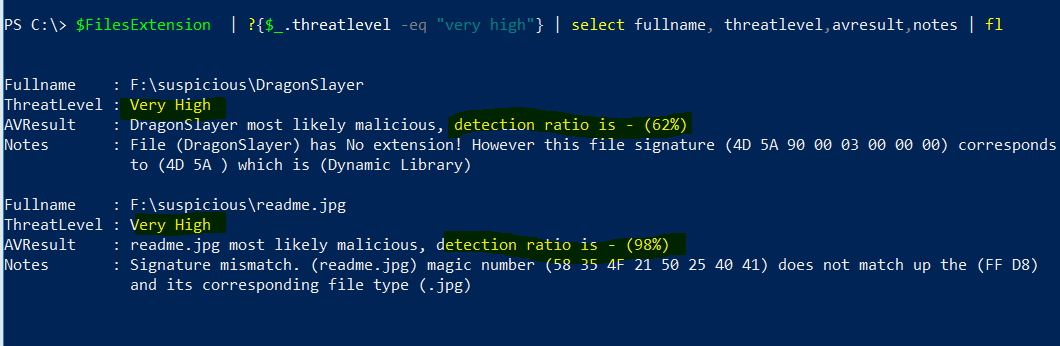 PS C:\> $FilesExtension | ?{$_.threatlevel -eq "very high"} | select fullname, threatlevel,avresult,notes | fl
Fullname : F:\suspicious\DragonSlayer
ThreatLevel : Very High
AVResult : DragonSlayer most likely malicious, detection ratio is - (62%)
Notes : File (DragonSlayer) has No extension! However this file signature (4D 5A 90 00 03 00 00 00) corresponds
to (4D 5A ) which is (Dynamic Library)
Fullname : F:\suspicious\readme.jpg
ThreatLevel : Very High
AVResult : readme.jpg most likely malicious, detection ratio is - (98%)
Notes : Signature mismatch. (readme.jpg) magic number (58 35 4F 21 50 25 40 41) does not match up the (FF D8)
and its corresponding file type (.jpg)